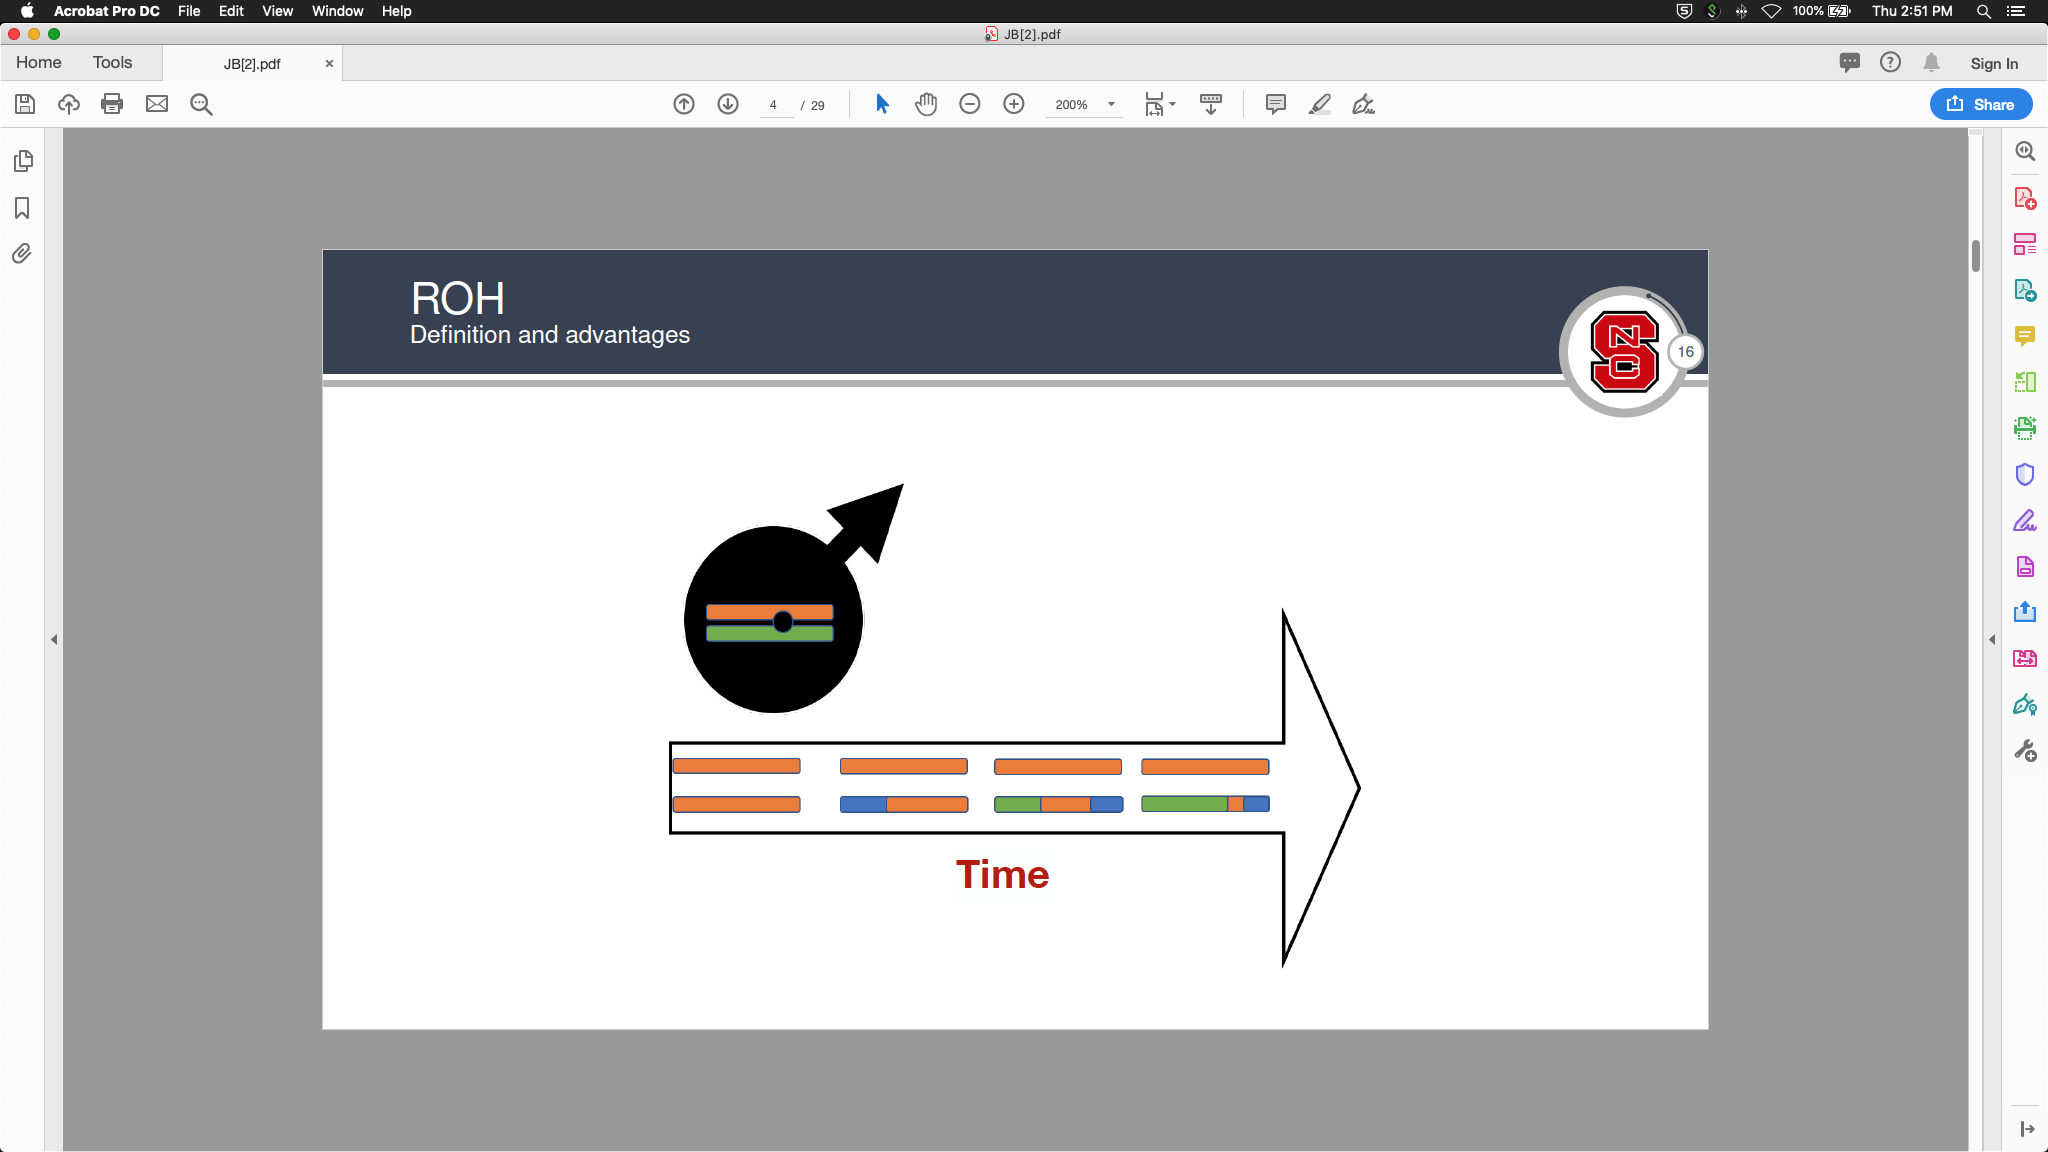 Acrobat Pro DC File Edit View Window Help 100% Thu 2:51 PM
JB[2].pdf
Home Tools JB[2].pdf × Sign In
4 / 29 200% Share
ROH
Definition and advantages
NC
S
16
Time